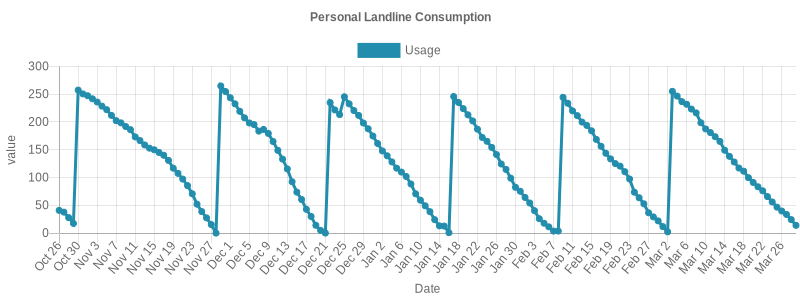 Personal Landline Consumption
Usage
300
250
200
150
100
50
0
value
Oct 26
Oct 30
Nov 3
Nov 7
Nov 11
Nov 15
Nov 19
Nov 23
Nov 27
Dec 1
Dec 5
Dec 9
Dec 13
Dec 17
Dec 21
Dec 25
Dec 29
Jan 2
Jan 6
Jan 10
Jan 14
Jan 18
Jan 22
Jan 26
Jan 30
Feb 3
Feb 7
Feb 11
Feb 15
Feb 19
Feb 23
Feb 27
Mar 2
Mar 6
Mar 10
Mar 14
Mar 18
Mar 22
Mar 26
Date